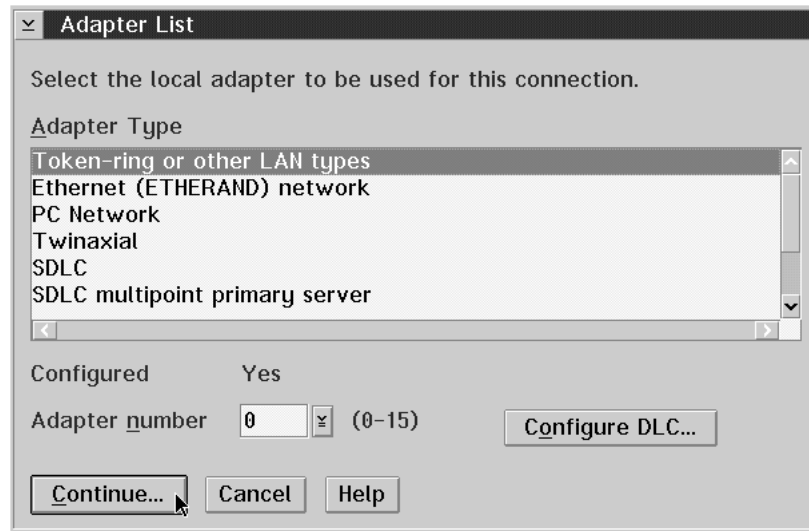 Adapter List
Select the local adapter to be used for this connection.
Adapter Type
Token-ring or other LAN types
Ethernet (ETHERAND) network
PC Network
Twinaxial
SDLC
SDLC multipoint primary server
Configured Yes
Adapter number 0 (0-15) Configure DLC...
Continue... Cancel Help